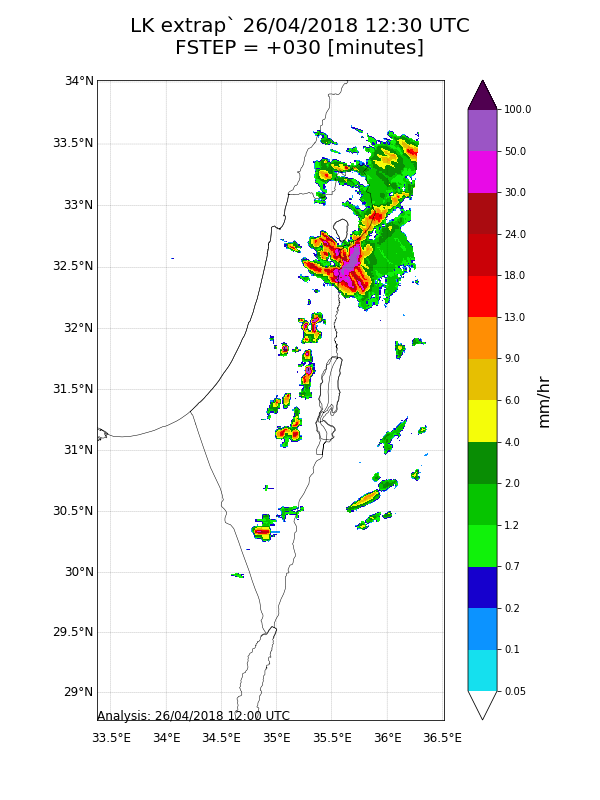 LK extrap` 26/04/2018 12:30 UTC
FSTEP = +030 [minutes]
34°N
33.5°N
33°N
32.5°N
32°N
31.5°N
31°N
30.5°N
30°N
29.5°N
29°N
Analysis: 26/04/2018 12:00 UTC
33.5°E 34°E 34.5°E 35°E 35.5°E 36°E 36.5°E
100.0
50.0
30.0
24.0
18.0
13.0
9.0
6.0
4.0
2.0
1.2
0.7
0.2
0.1
0.05
mm/hr